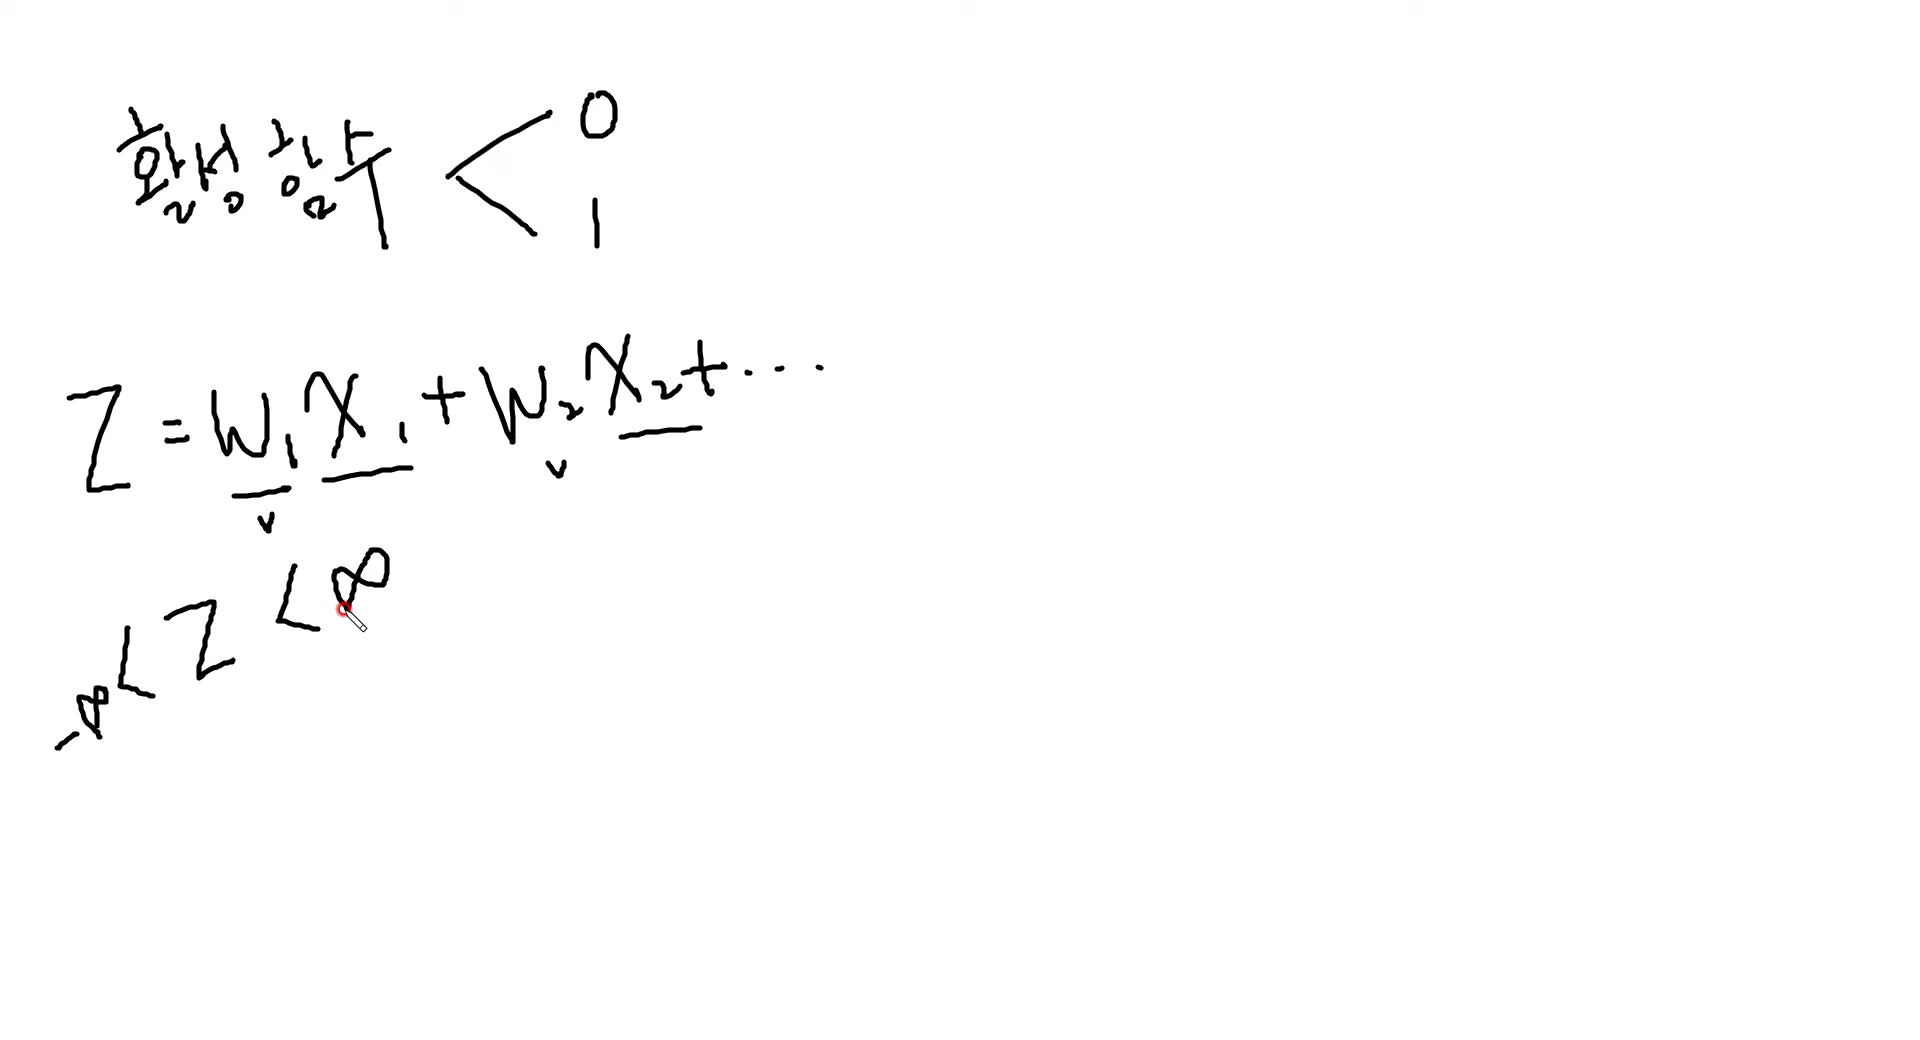 활성 함수 < 0 1
Z = W₁X₁ + W₂X₂ + ...
-∞ < Z < ∞